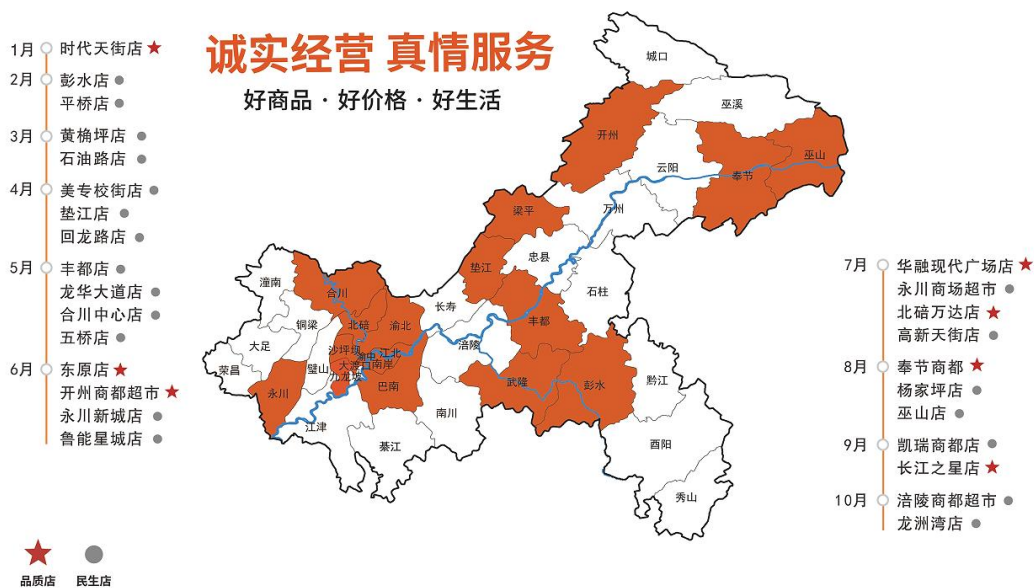 诚实经营 真情服务
好商品 · 好价格 · 好生活
1月 时代天街店
2月 彭水店
平桥店
3月 黄桷坪店
石油路店
4月 美专校街店
垫江店
回龙路店
5月 丰都店
龙华大道店
合川中心店
五桥店
6月 东原店
开州商都超市
永川新城店
鲁能星城店
品质店 民生店
城口
巫溪
开州
云阳
奉节
巫山
梁平
万州
忠县
垫江
石柱
潼南
合川
长寿
丰都
铜梁
北碚
渝北
大足
沙坪坝
渝中
江北
涪陵
荣昌
璧山
大渡口
南岸
九龙坡
巴南
永川
武隆
彭水
黔江
南川
江津
綦江
酉阳
秀山
7月 华融现代广场店
永川商场超市
北碚万达店
高新天街店
8月 奉节商都
杨家坪店
巫山店
9月 凯瑞商都店
长江之星店
10月 涪陵商都超市
龙洲湾店